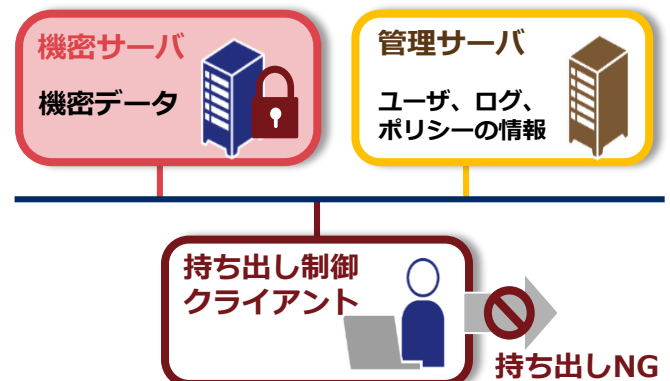 機密サーバ
機密データ
管理サーバ
ユーザ、ログ、
ポリシーの情報
持ち出し制御
クライアント
持ち出しNG